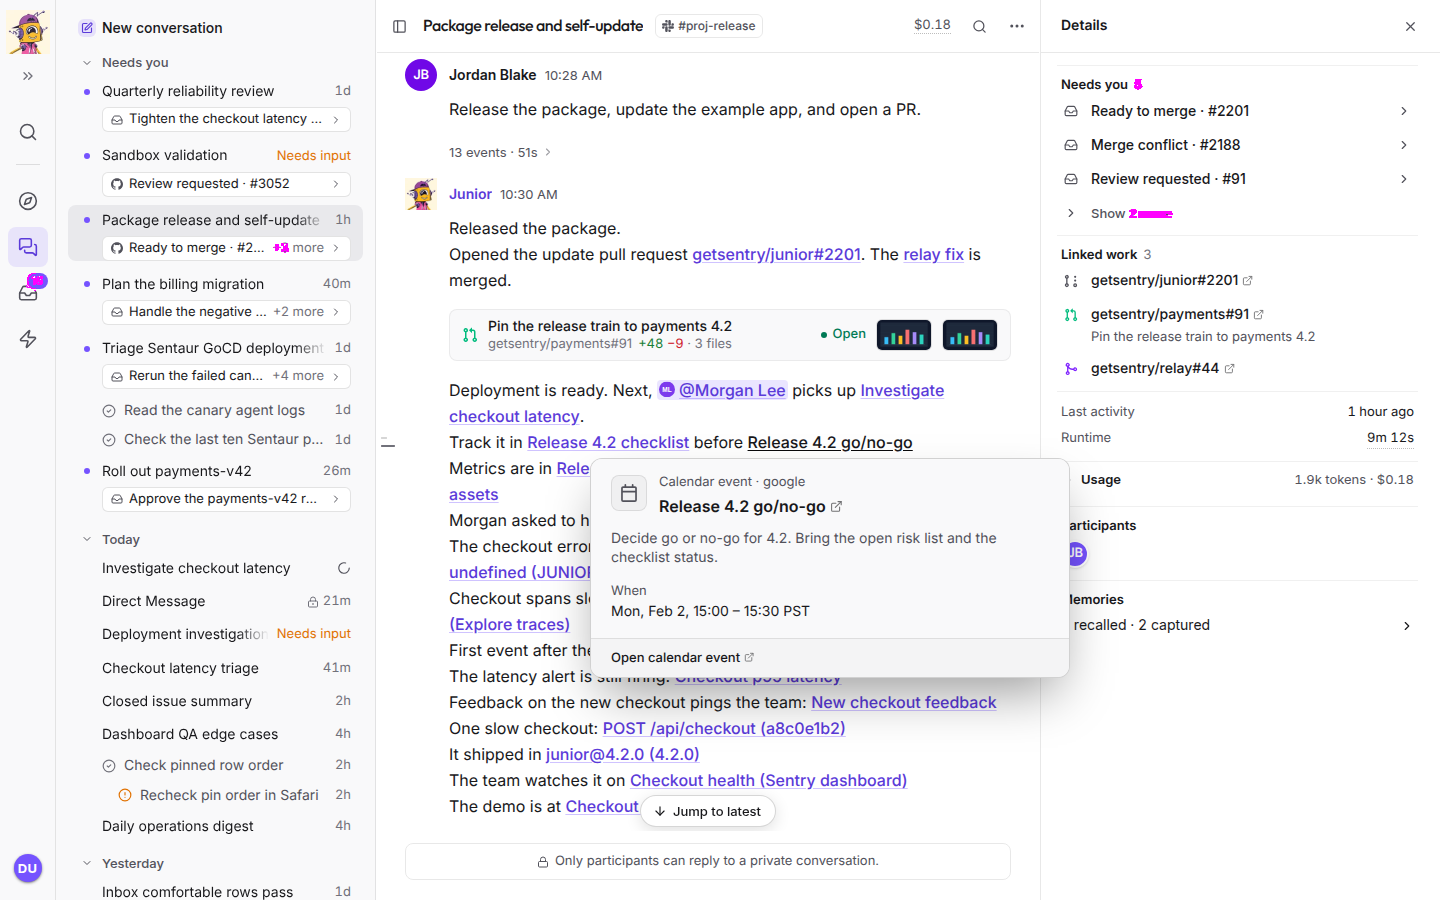 New conversation
Needs you
Quarterly reliability review 1d
Tighten the checkout latency ...
Sandbox validation Needs input
Review requested · #3052
Package release and self-update 1h
Ready to merge · #2... more
Plan the billing migration 40m
Handle the negative ... +2 more
Triage Sentaur GoCD deployment 1d
Rerun the failed can... +4 more
Read the canary agent logs 1d
Check the last ten Sentaur p... 1d
Roll out payments-v42 26m
Approve the payments-v42 r...
Today
Investigate checkout latency
Direct Message 21m
Deployment investigation Needs input
Checkout latency triage 41m
Closed issue summary 2h
Dashboard QA edge cases 4h
Check pinned row order 2h
Recheck pin order in Safari 2h
Daily operations digest 4h
Yesterday
Inbox comfortable rows pass 1d
DU
Package release and self-update #proj-release $0.18
JB Jordan Blake 10:28 AM
Release the package, update the example app, and open a PR.
13 events · 51s
Junior 10:30 AM
Released the package.
Opened the update pull request getsentry/junior#2201. The relay fix is
merged.
Pin the release train to payments 4.2
getsentry/payments#91 +48 −9 · 3 files
Open
Deployment is ready. Next, ML @Morgan Lee picks up Investigate
checkout latency.
Track it in Release 4.2 checklist before Release 4.2 go/no-go
Metrics are in Rele
assets
Morgan asked to h
The checkout error
undefined (JUNIOR
Checkout spans slo
(Explore traces)
First event after the
The latency alert is still firing: Checkout p95 latency
Feedback on the new checkout pings the team: New checkout feedback
One slow checkout: POST /api/checkout (a8c0e1b2)
It shipped in junior@4.2.0 (4.2.0)
The team watches it on Checkout health (Sentry dashboard)
The demo is at Checkout
Jump to latest
Only participants can reply to a private conversation.
Calendar event · google
Release 4.2 go/no-go
Decide go or no-go for 4.2. Bring the open risk list and the
checklist status.
When
Mon, Feb 2, 15:00 – 15:30 PST
Open calendar event
Details
Needs you
Ready to merge · #2201
Merge conflict · #2188
Review requested · #91
Show
Linked work 3
getsentry/junior#2201
getsentry/payments#91
Pin the release train to payments 4.2
getsentry/relay#44
Last activity 1 hour ago
Runtime 9m 12s
Usage 1.9k tokens · $0.18
articipants
JB
emories
recalled · 2 captured